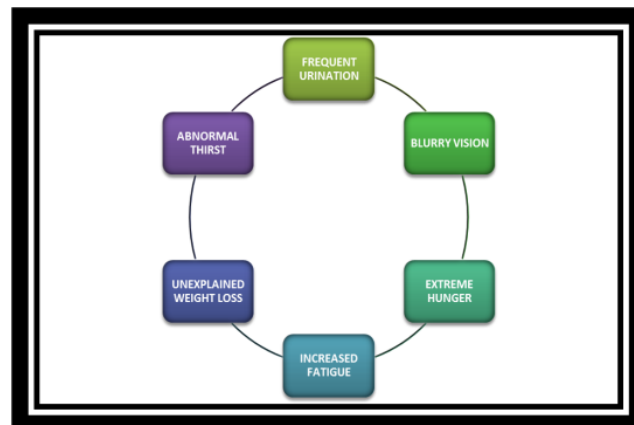 FREQUENT
URINATION
BLURRY VISION
EXTREME
HUNGER
INCREASED
FATIGUE
UNEXPLAINED
WEIGHT LOSS
ABNORMAL
THIRST